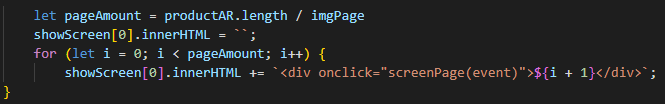 let pageAmount = productAR.length / imgPage
showScreen[0].innerHTML = ``;
for (let i = 0; i < pageAmount; i++) {
showScreen[0].innerHTML += `<div onclick="screenPage(event)">${i + 1}</div>`;
}